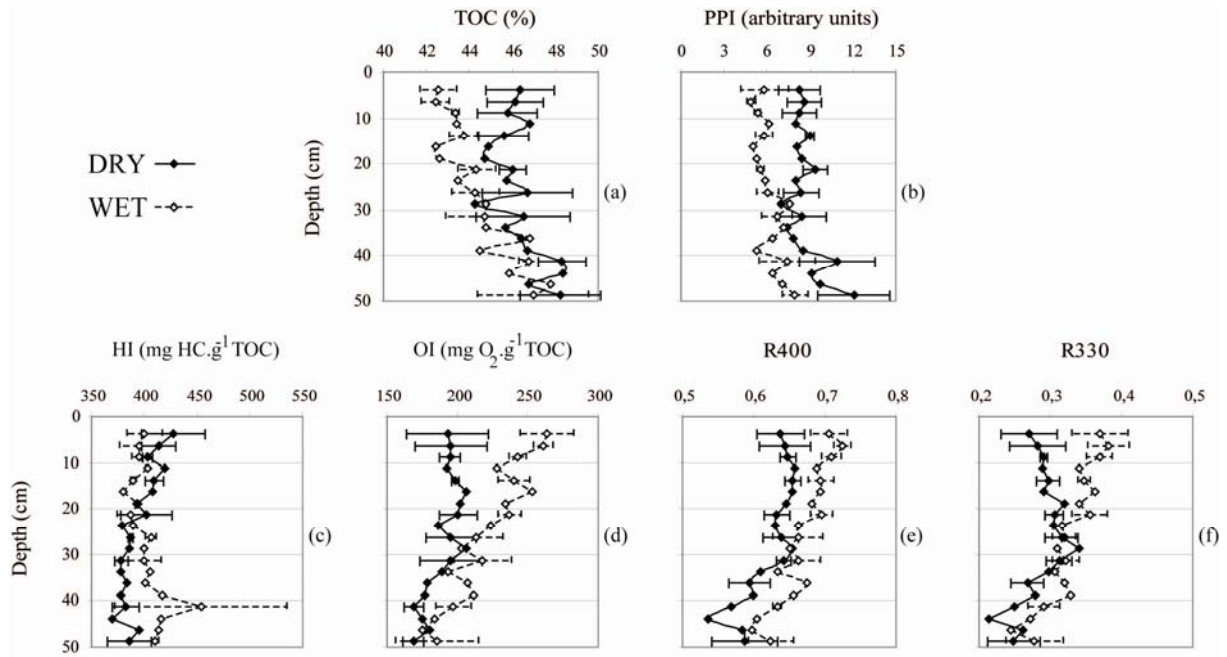 TOC (%)
PPI (arbitrary units)
40 42 44 46 48 50
0 3 6 9 12 15
Depth (cm)
0
10
20
30
40
50
(a)
Depth (cm)
(b)
DRY
WET
HI (mg HC.g-1 TOC)
OI (mg O2.g-1 TOC)
R400
R330
350 400 450 500 550
150 200 250 300
0,5 0,6 0,7 0,8
0,2 0,3 0,4 0,5
Depth (cm)
0
10
20
30
40
50
(c)
(d)
(e)
(f)